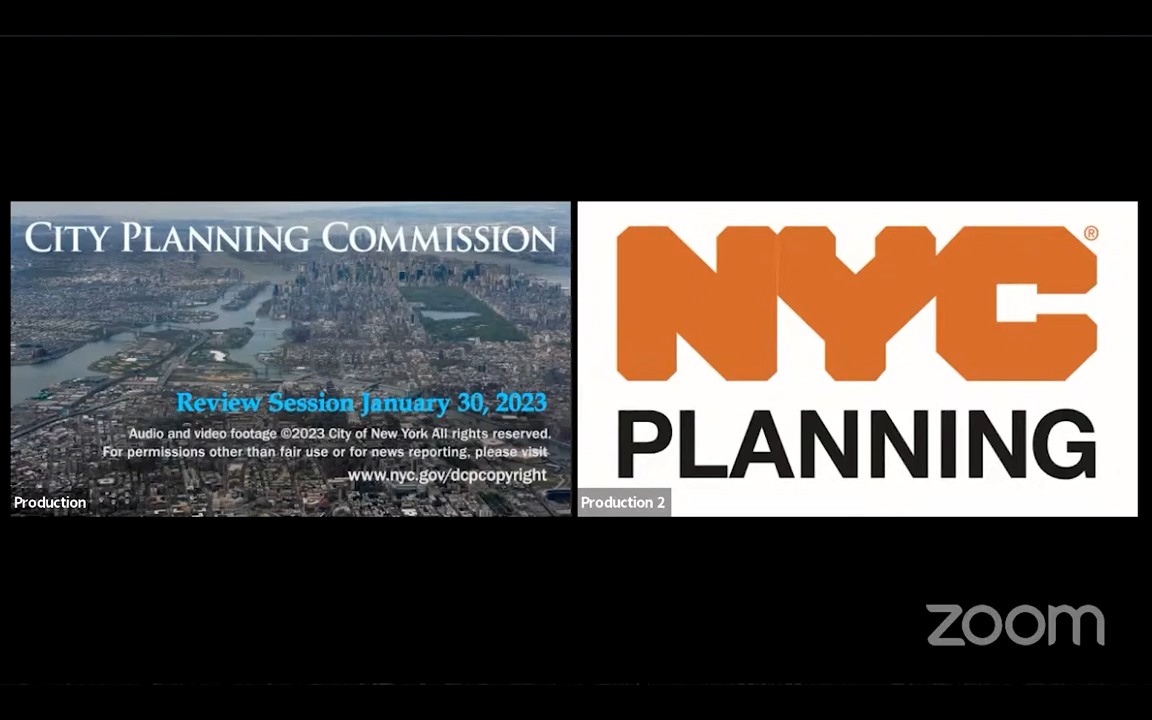 CITY PLANNING COMMISSION
Review Session January 30, 2023
Audio and video footage ©2023 City of New York All rights reserved.
For permissions other than fair use or for news reporting, please visit
www.nyc.gov/dcpcopyright
Production
NYC®
PLANNING
Production 2
zoom